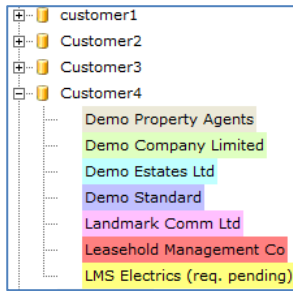 customer1
Customer2
Customer3
Customer4
Demo Property Agents
Demo Company Limited
Demo Estates Ltd
Demo Standard
Landmark Comm Ltd
Leasehold Management Co
LMS Electrics (req. pending)